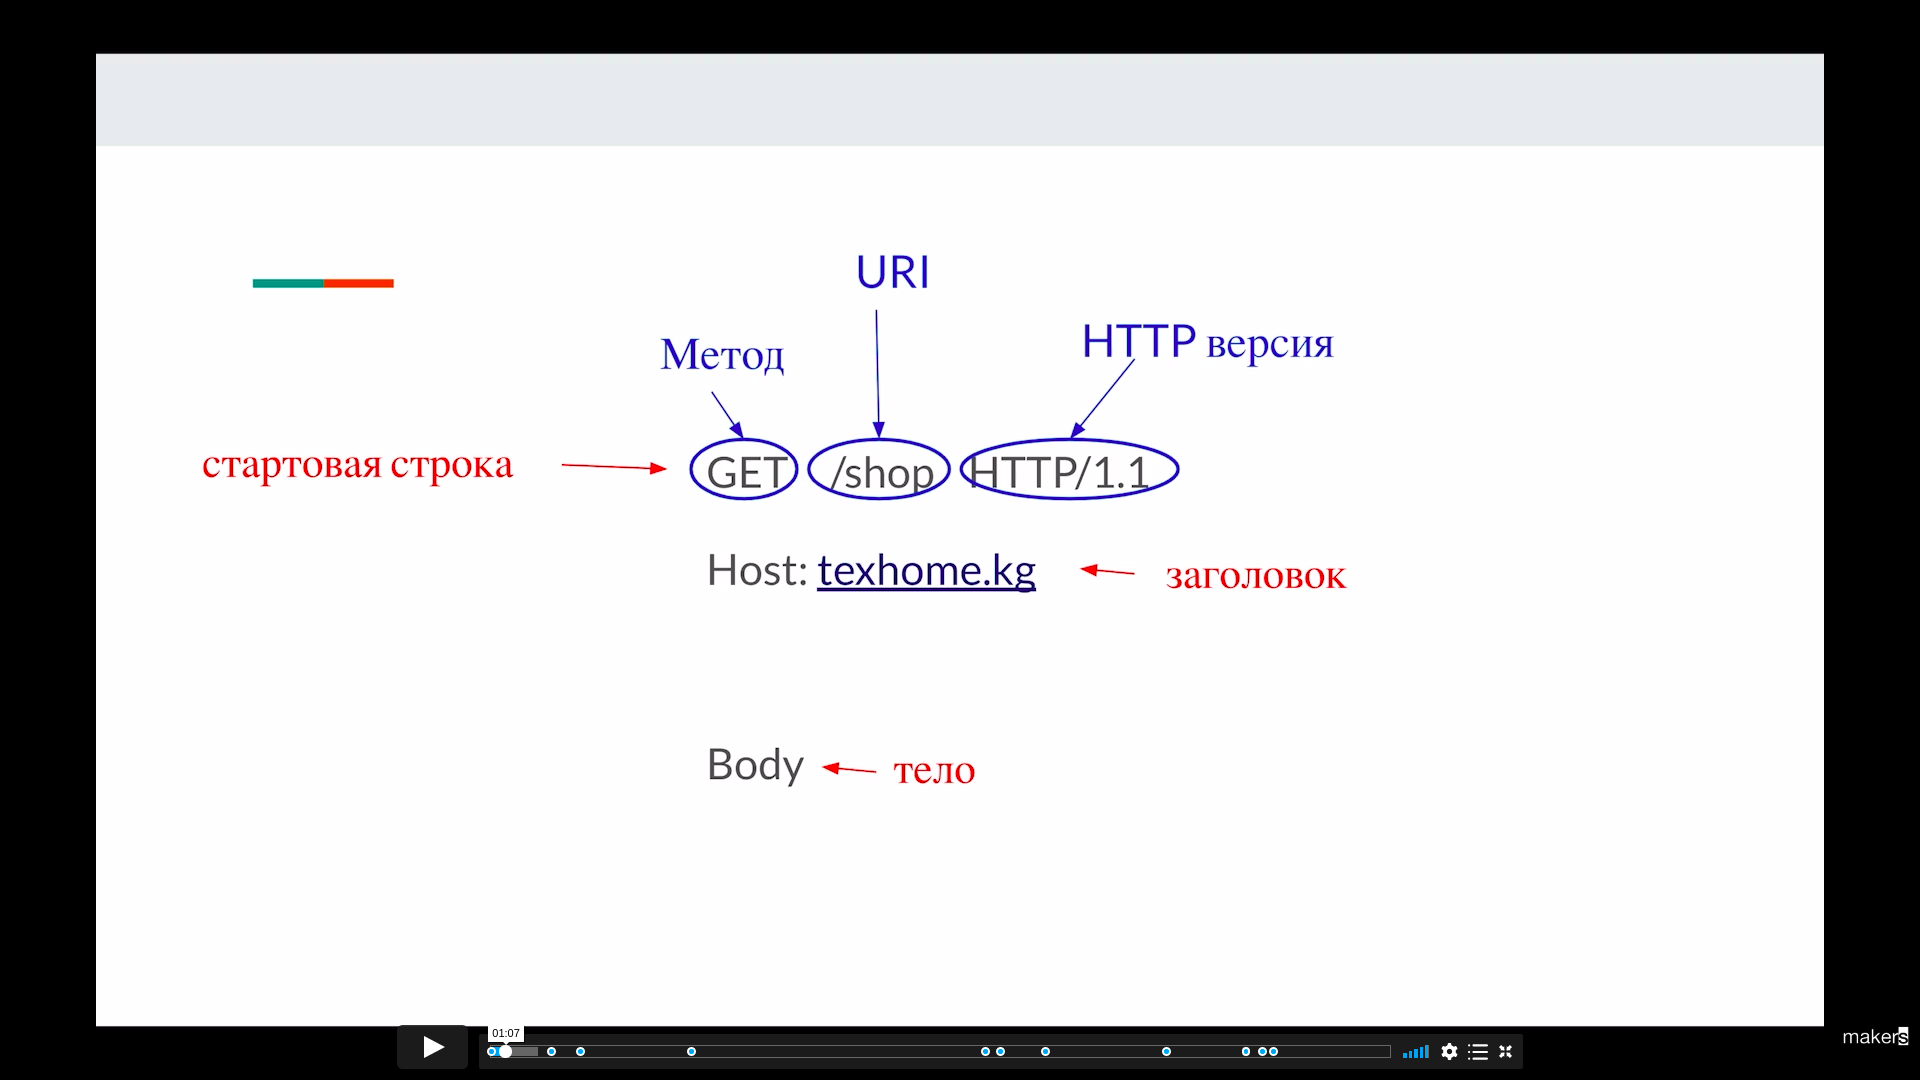 URI
HTTP версия
Метод
стартовая строка
GET /shop HTTP/1.1
Host: texhome.kg
заголовок
Body
тело
01:07
makers